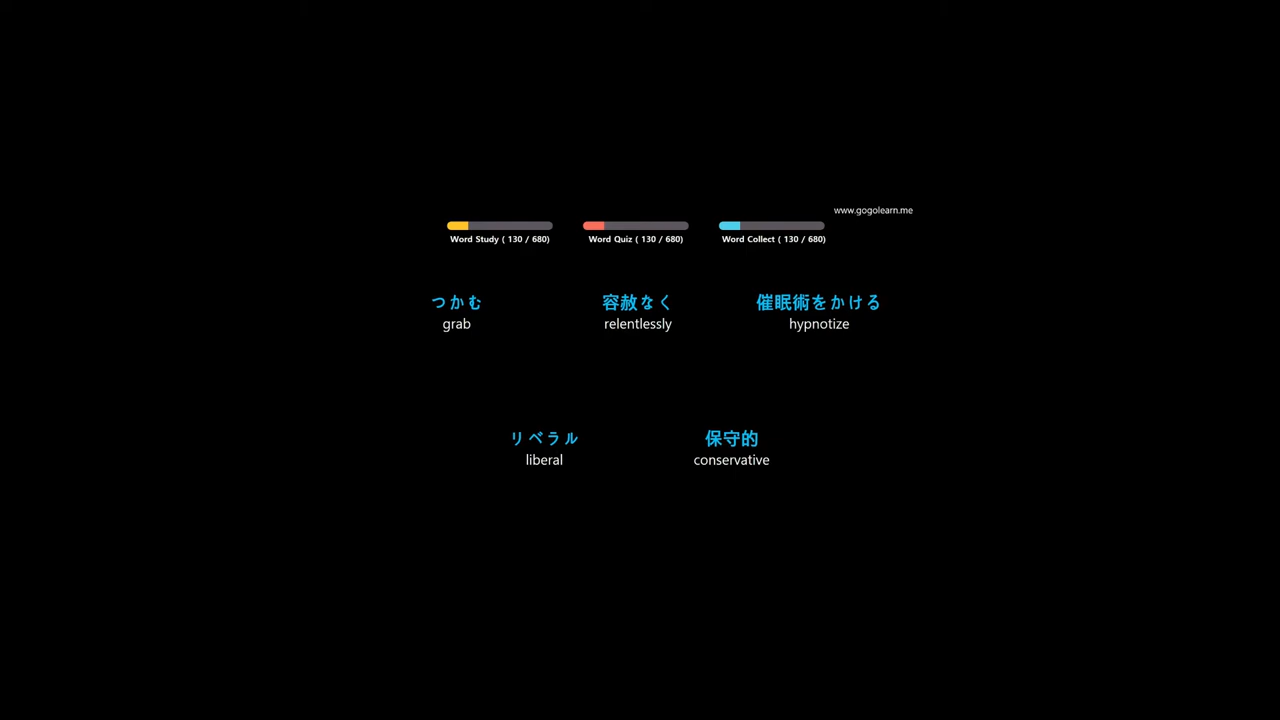 www.gogolearn.me
Word Study ( 130 / 680)
Word Quiz ( 130 / 680)
Word Collect ( 130 / 680)
つかむ
grab
容赦なく
relentlessly
催眠術をかける
hypnotize
リベラル
liberal
保守的
conservative